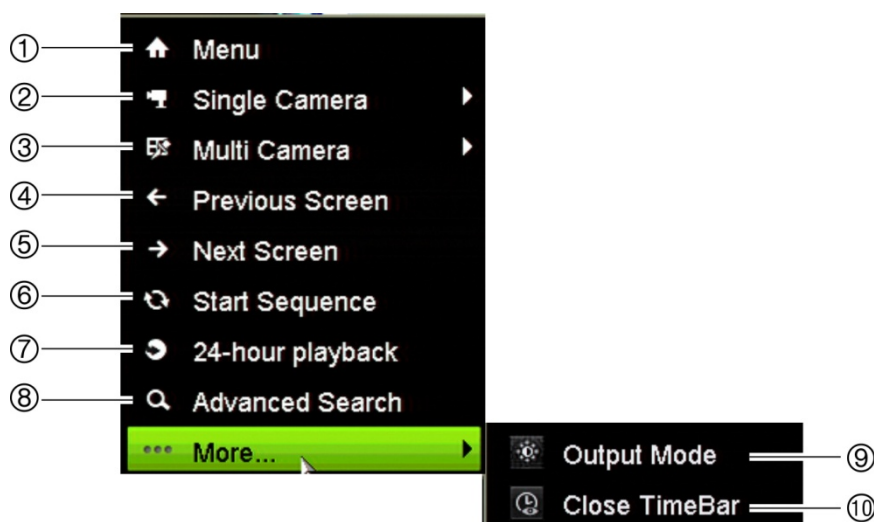 ① Menu
② Single Camera
③ Multi Camera
④ Previous Screen
⑤ Next Screen
⑥ Start Sequence
⑦ 24-hour playback
⑧ Advanced Search
More...
Output Mode ⑨
Close TimeBar ⑩